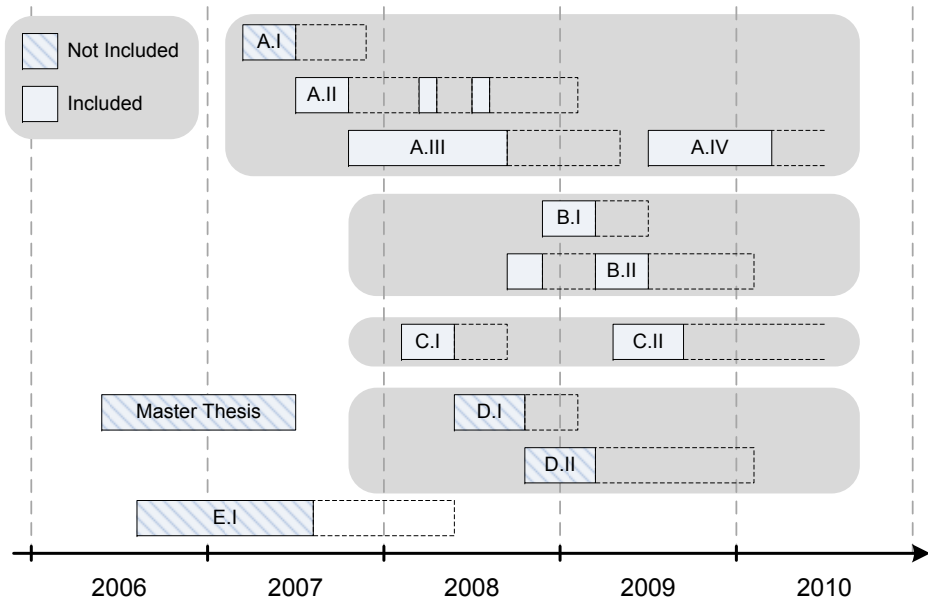 Not Included
Included
A.I
A.II
A.III
A.IV
B.I
B.II
C.I
C.II
Master Thesis
D.I
D.II
E.I
2006
2007
2008
2009
2010